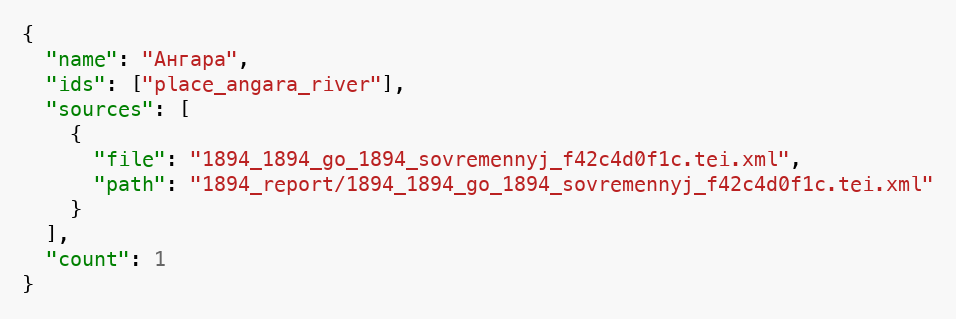 {
  "name": "Ангара",
  "ids": ["place_angara_river"],
  "sources": [
    {
      "file": "1894_1894_go_1894_sovremennyj_f42c4d0f1c.tei.xml",
      "path": "1894_report/1894_1894_go_1894_sovremennyj_f42c4d0f1c.tei.xml"
    }
  ],
  "count": 1
}